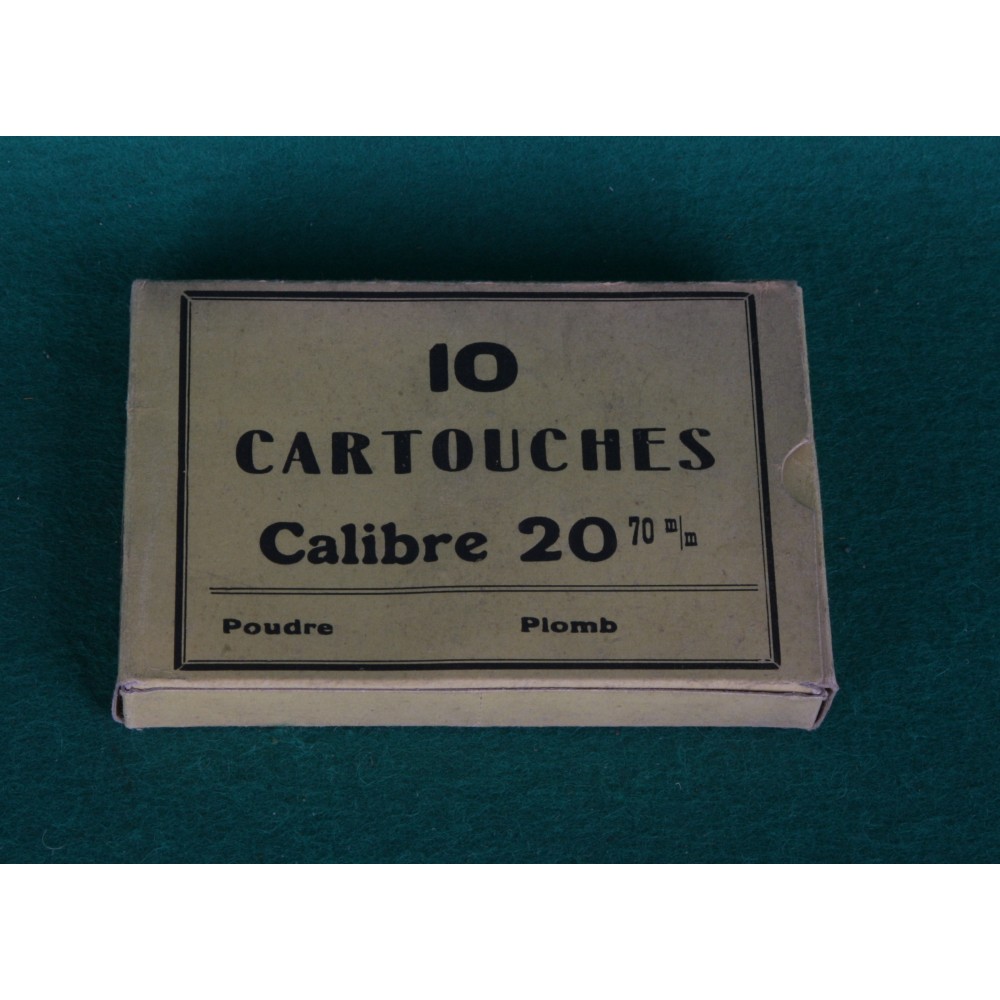 10
CARTOUCHES
Calibre 20 70 m/m
Poudre Plomb